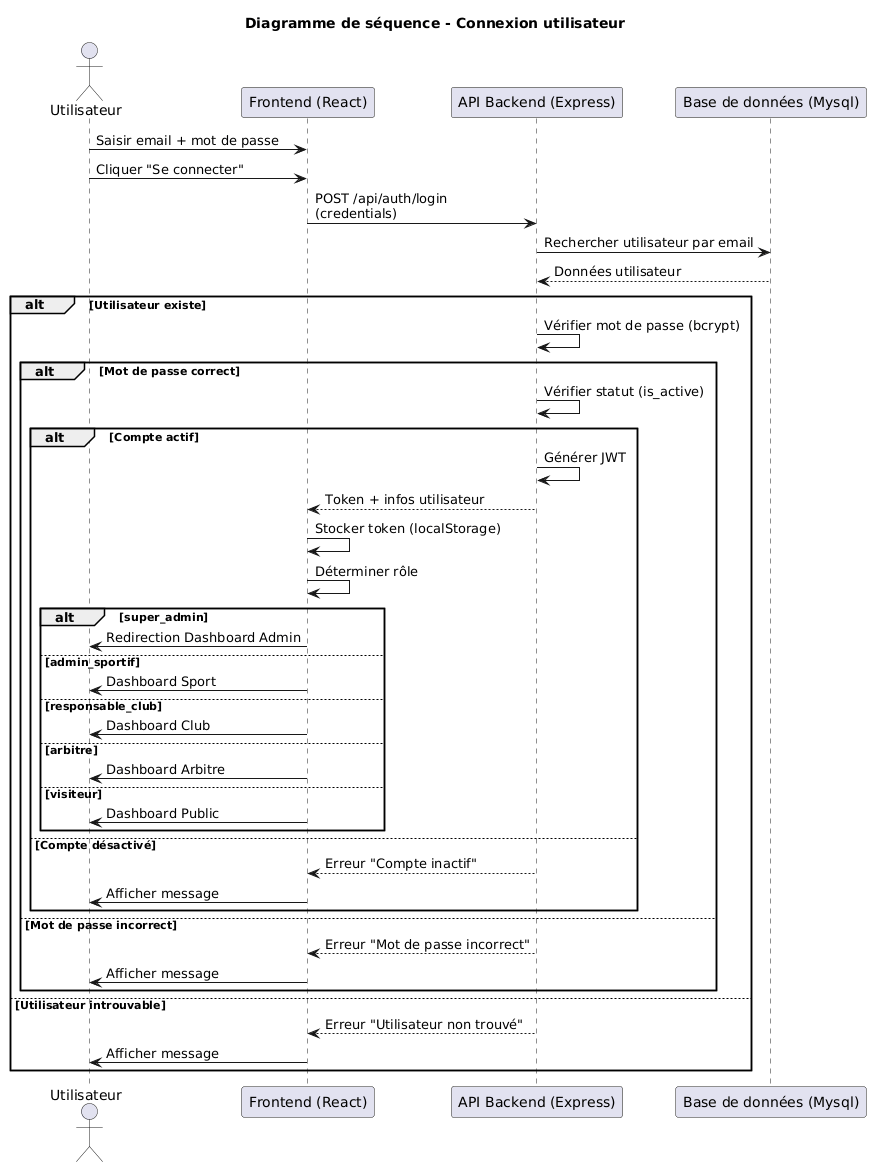 Diagramme de séquence - Connexion utilisateur
Utilisateur
Frontend (React)
API Backend (Express)
Base de données (Mysql)
Saisir email + mot de passe
Cliquer "Se connecter"
POST /api/auth/login
(credentials)
Rechercher utilisateur par email
Données utilisateur
alt
[Utilisateur existe]
Vérifier mot de passe (bcrypt)
alt
[Mot de passe correct]
Vérifier statut (is_active)
alt
[Compte actif]
Générer JWT
Token + infos utilisateur
Stocker token (localStorage)
Déterminer rôle
alt
[super_admin]
Redirection Dashboard Admin
[admin_sportif]
Dashboard Sport
[responsable_club]
Dashboard Club
[arbitre]
Dashboard Arbitre
[visiteur]
Dashboard Public
[Compte désactivé]
Erreur "Compte inactif"
Afficher message
[Mot de passe incorrect]
Erreur "Mot de passe incorrect"
Afficher message
[Utilisateur introuvable]
Erreur "Utilisateur non trouvé"
Afficher message
Utilisateur
Frontend (React)
API Backend (Express)
Base de données (Mysql)